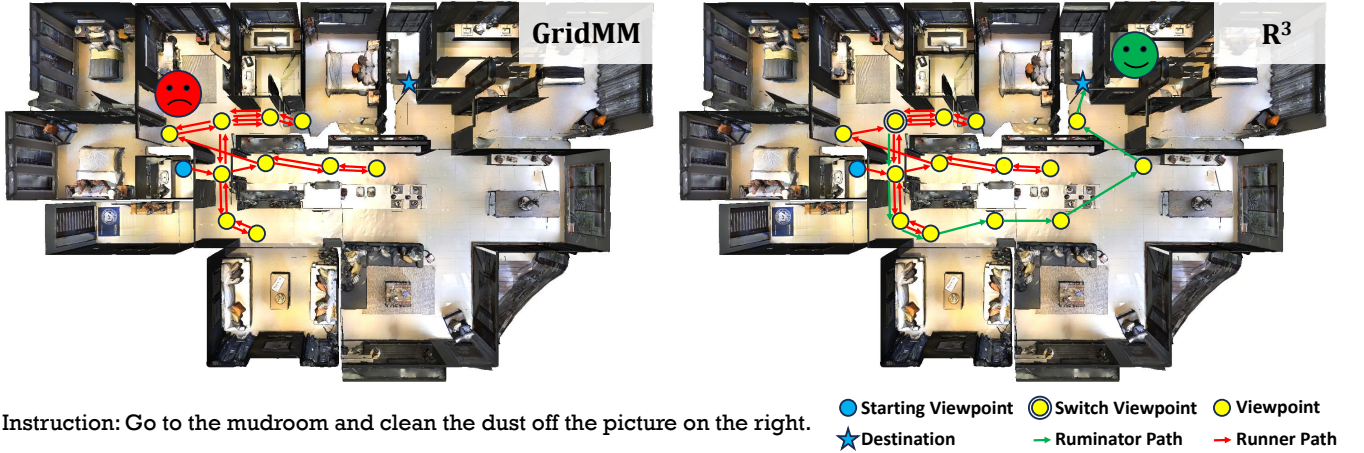 GridMM
R³
Instruction: Go to the mudroom and clean the dust off the picture on the right.
Starting Viewpoint
Switch Viewpoint
Viewpoint
Destination
Ruminator Path
Runner Path